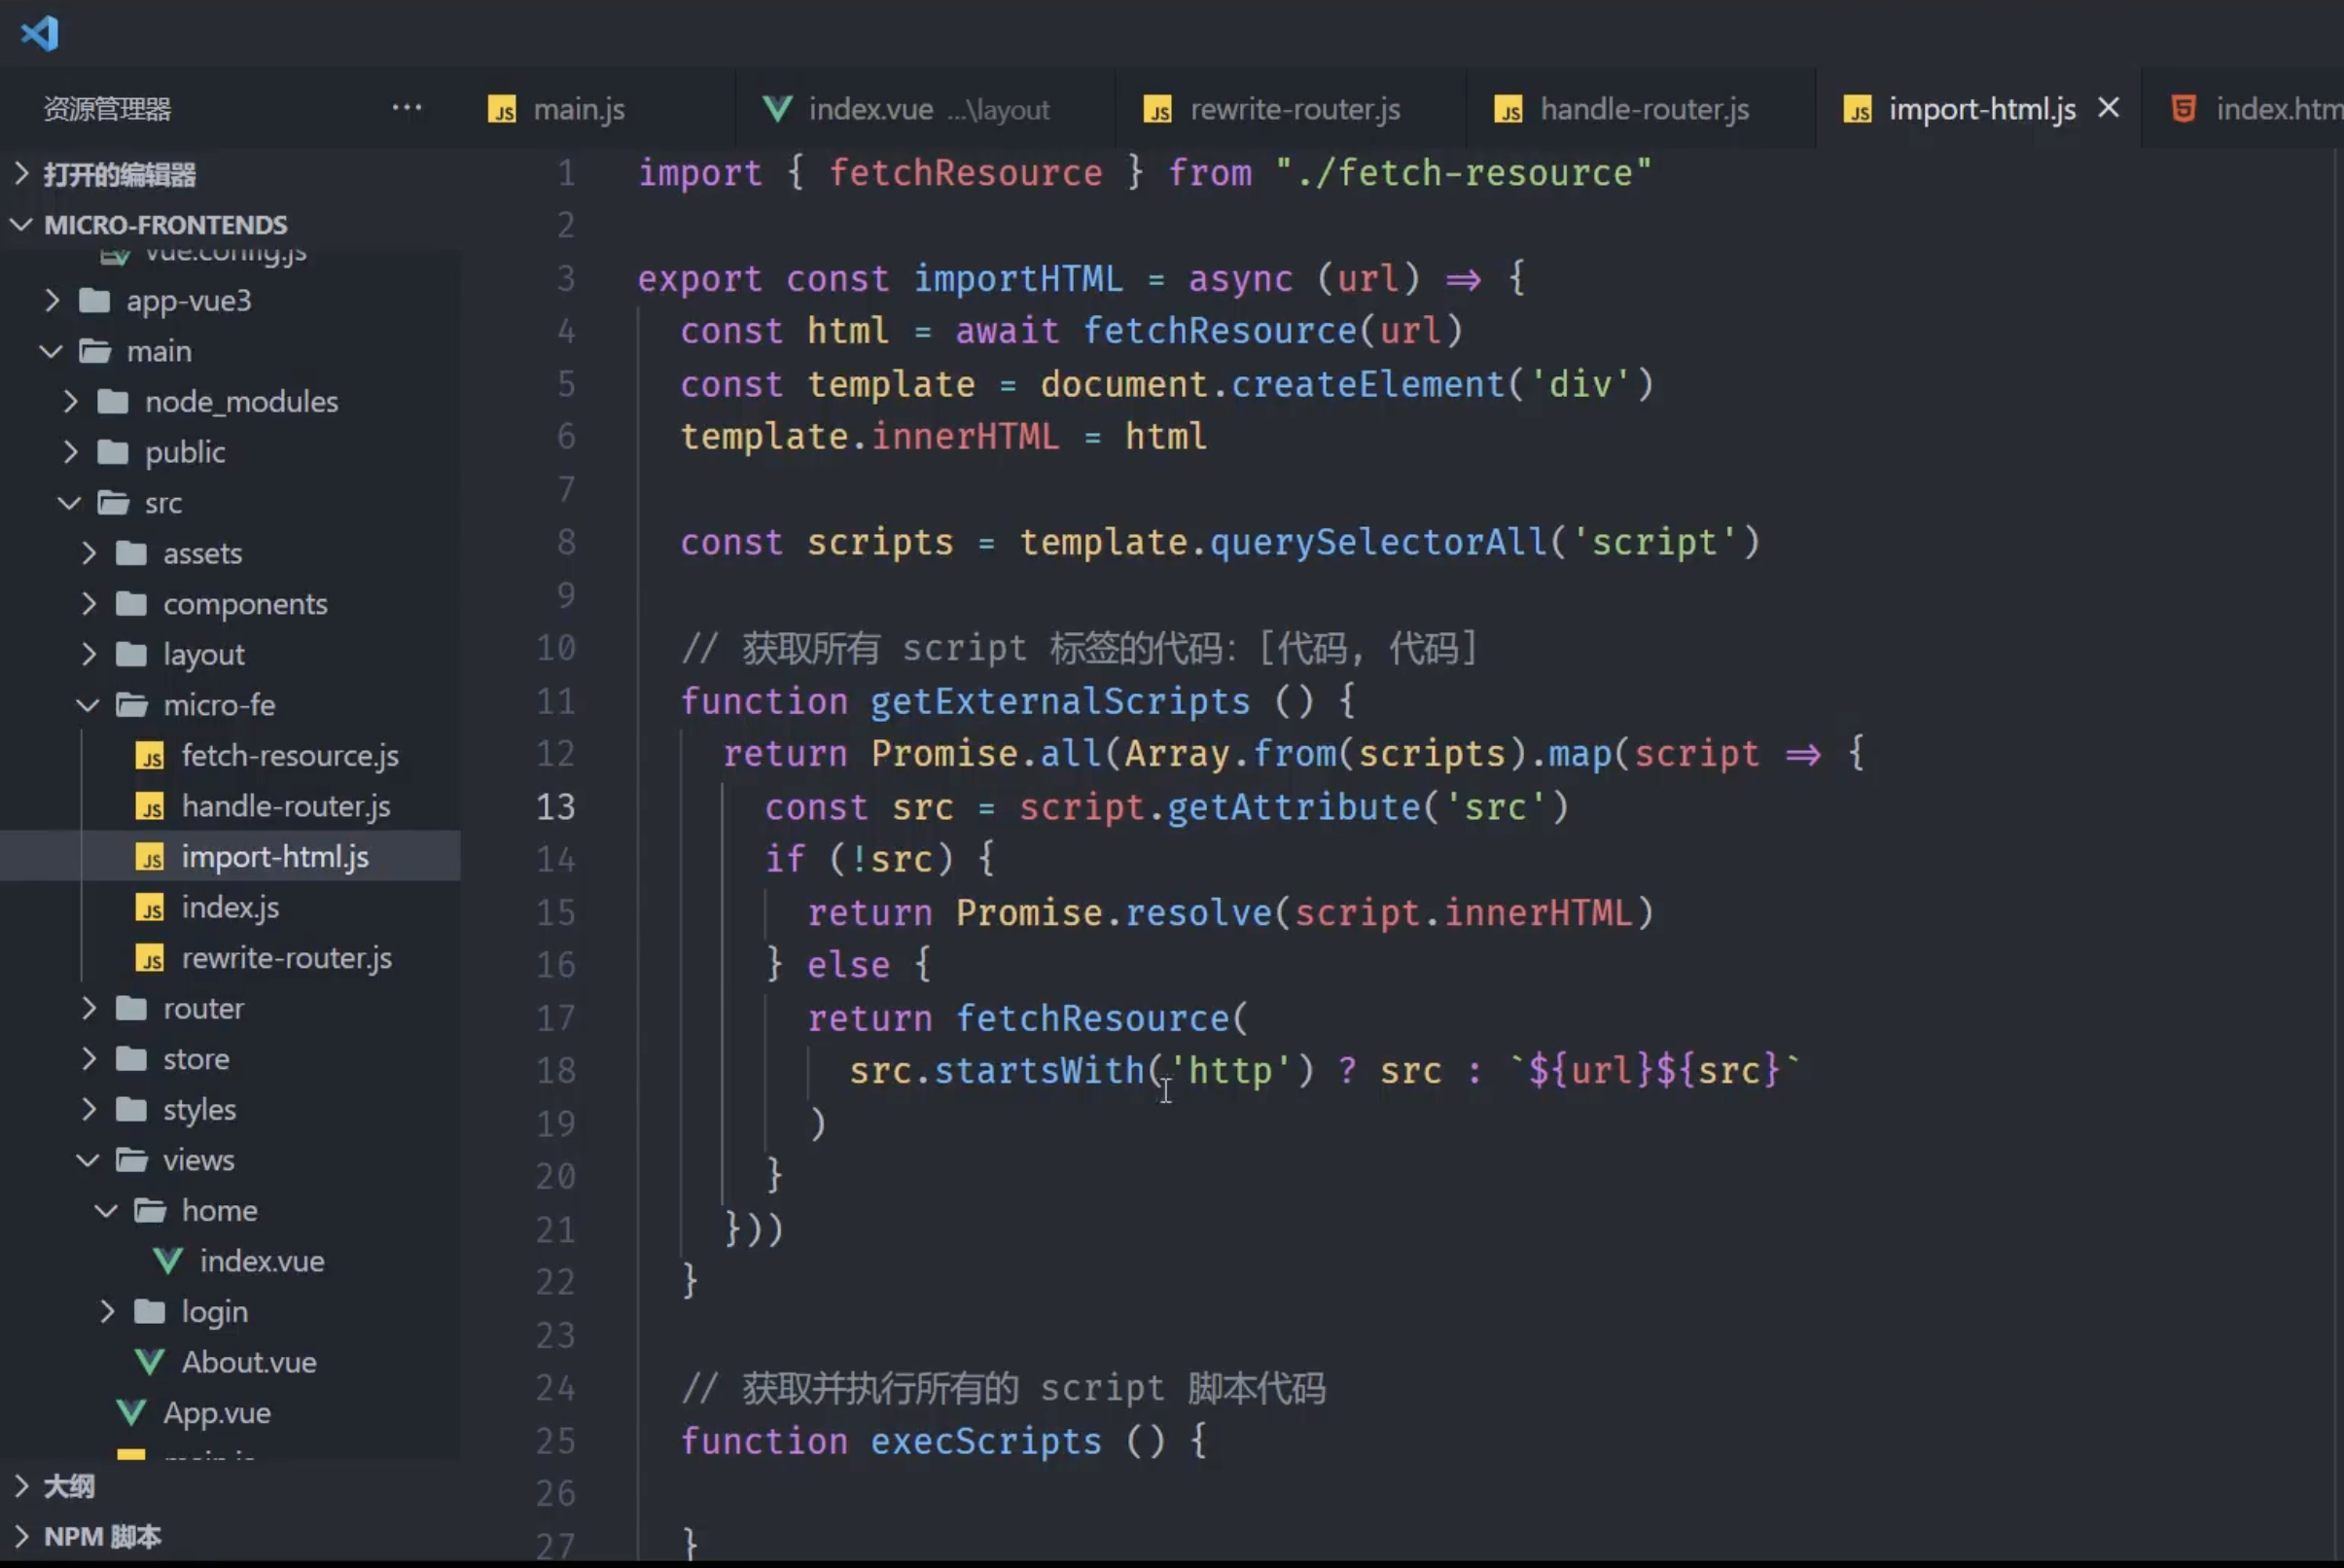 资源管理器
main.js
index.vue ...\layout
rewrite-router.js
handle-router.js
import-html.js
index.htm
打开的编辑器
MICRO-FRONTENDS
vue.config.js
app-vue3
main
node_modules
public
src
assets
components
layout
micro-fe
fetch-resource.js
handle-router.js
import-html.js
index.js
rewrite-router.js
router
store
styles
views
home
index.vue
login
About.vue
App.vue
大纲
NPM 脚本
1 import { fetchResource } from "./fetch-resource"
2
3 export const importHTML = async (url) => {
4 const html = await fetchResource(url)
5 const template = document.createElement('div')
6 template.innerHTML = html
7
8 const scripts = template.querySelectorAll('script')
9
10 // 获取所有 script 标签的代码：[代码, 代码]
11 function getExternalScripts () {
12 return Promise.all(Array.from(scripts).map(script => {
13 const src = script.getAttribute('src')
14 if (!src) {
15 return Promise.resolve(script.innerHTML)
16 } else {
17 return fetchResource(
18 src.startsWith('http') ? src : `${url}${src}`
19 )
20 }
21 }))
22 }
23
24 // 获取并执行所有的 script 脚本代码
25 function execScripts () {
26
27 }